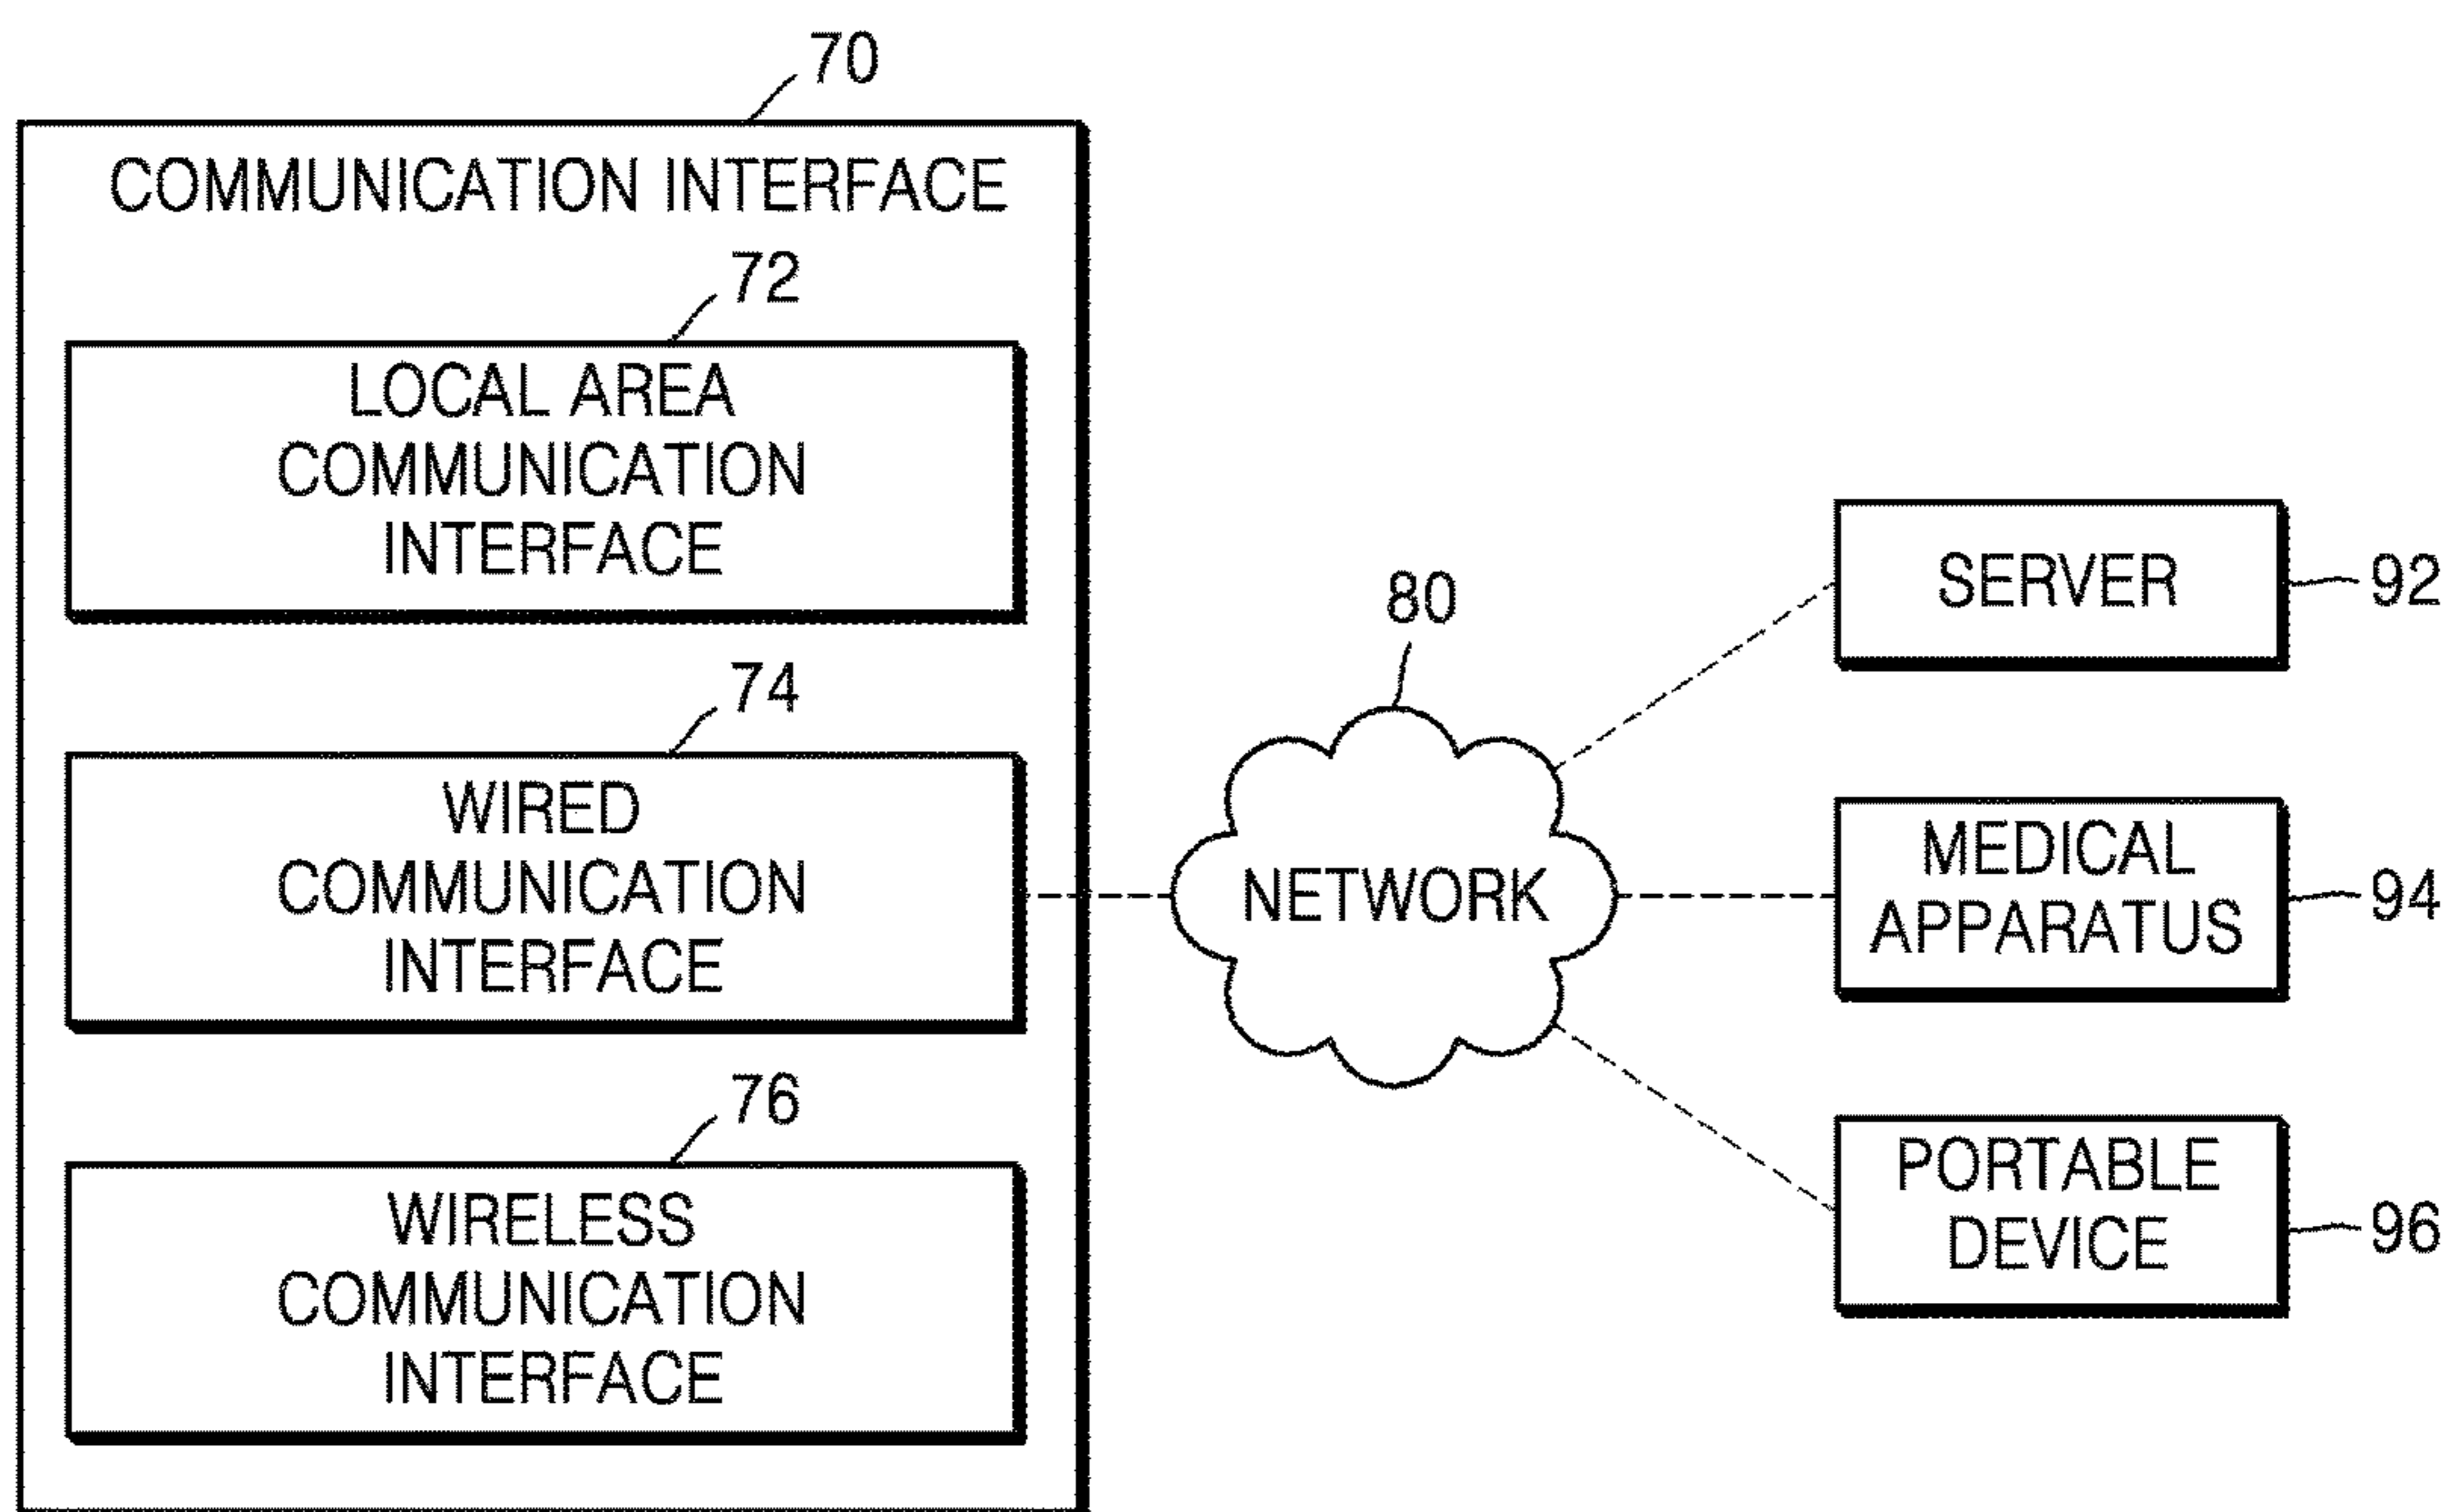 70
COMMUNICATION INTERFACE
72
LOCAL AREA
COMMUNICATION
INTERFACE
74
WIRED
COMMUNICATION
INTERFACE
76
WIRELESS
COMMUNICATION
INTERFACE
80
NETWORK
SERVER
92
MEDICAL
APPARATUS
94
PORTABLE
DEVICE
96